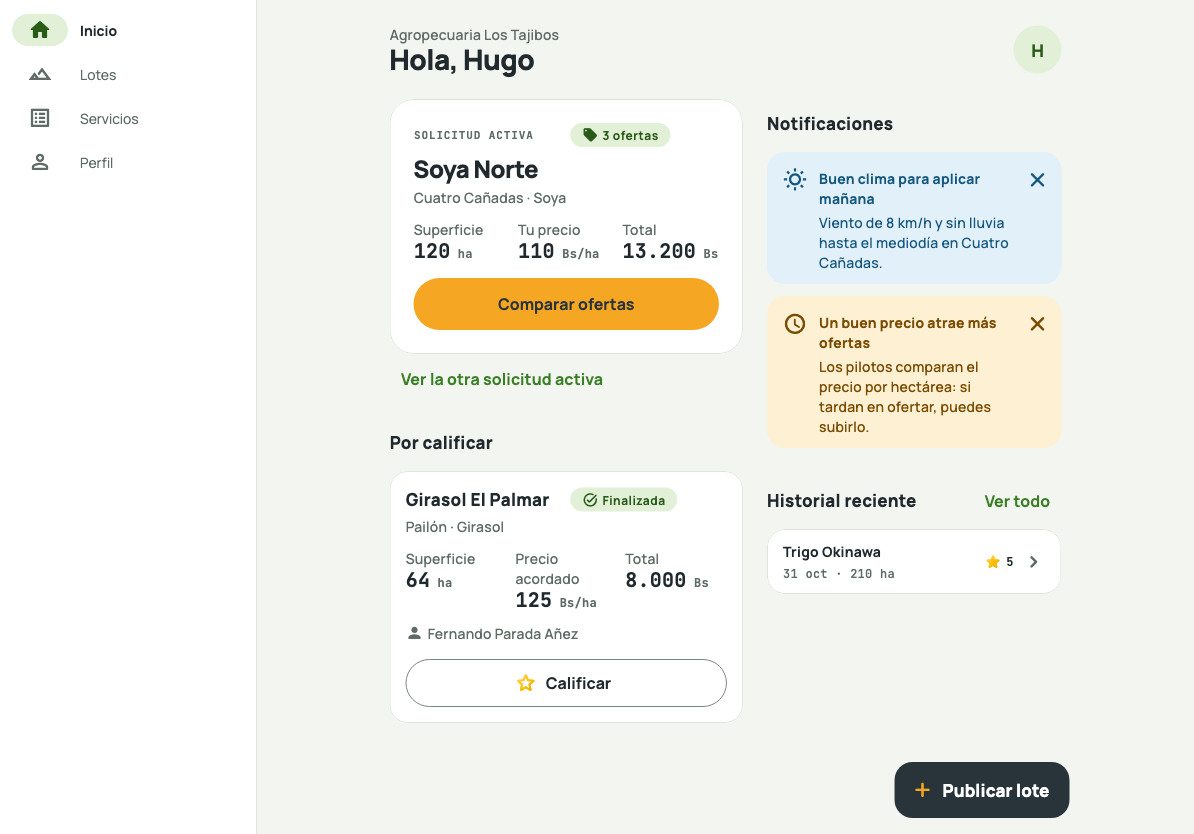 Inicio
Lotes
Servicios
Perfil
Agropecuaria Los Tajibos
Hola, Hugo
H
SOLICITUD ACTIVA
3 ofertas
Soya Norte
Cuatro Cañadas · Soya
Superficie Tu precio Total
120 ha 110 Bs/ha 13.200 Bs
Comparar ofertas
Ver la otra solicitud activa
Por calificar
Girasol El Palmar Finalizada
Pailón · Girasol
Superficie
64 ha
Precio
acordado
125 Bs/ha
Total
8.000 Bs
Fernando Parada Añez
Calificar
Notificaciones
Buen clima para aplicar
mañana
Viento de 8 km/h y sin lluvia
hasta el mediodía en Cuatro
Cañadas.
Un buen precio atrae más
ofertas
Los pilotos comparan el
precio por hectárea: si
tardan en ofertar, puedes
subirlo.
Historial reciente Ver todo
Trigo Okinawa
31 oct · 210 ha
5
Publicar lote